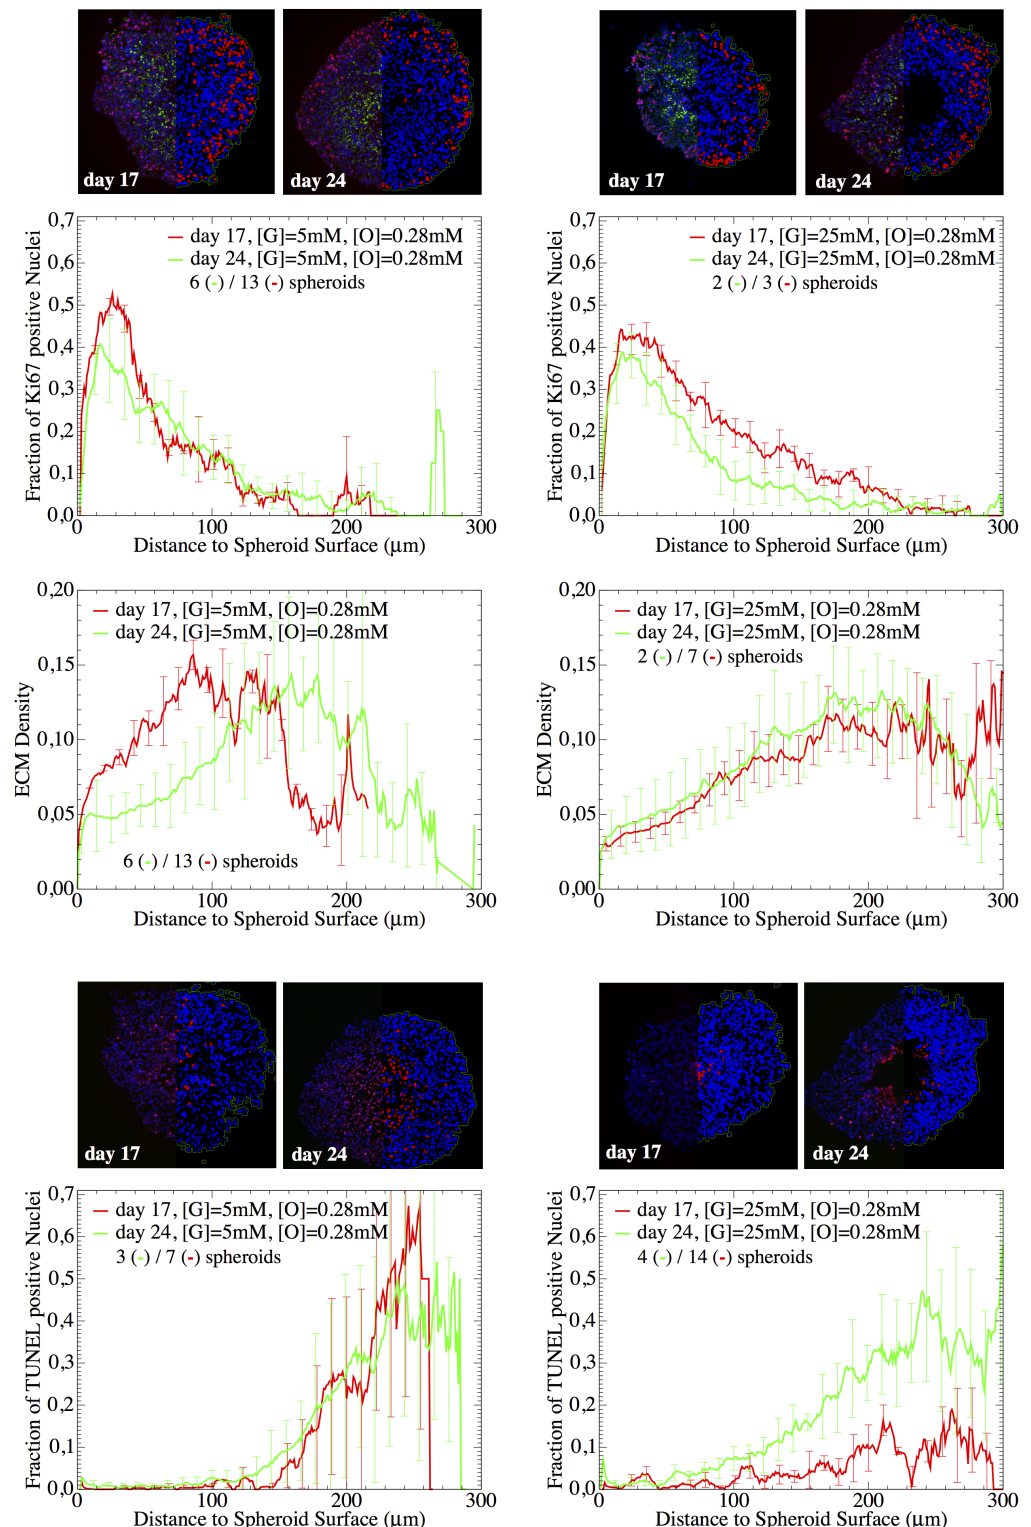 day 17
day 24
day 17
day 24
0,7
0,6
0,5
0,4
0,3
0,2
0,1
0,0
Fraction of Ki67 positive Nuclei
day 17, [G]=5mM, [O]=0.28mM
day 24, [G]=5mM, [O]=0.28mM
6 (-) / 13 (-) spheroids
0
100
200
300
Distance to Spheroid Surface (μm)
0,7
0,6
0,5
0,4
0,3
0,2
0,1
0,0
Fraction of Ki67 positive Nuclei
day 17, [G]=25mM, [O]=0.28mM
day 24, [G]=25mM, [O]=0.28mM
2 (-) / 3 (-) spheroids
0
100
200
300
Distance to Spheroid Surface (μm)
0,20
0,15
0,10
0,05
0,00
ECM Density
day 17, [G]=5mM, [O]=0.28mM
day 24, [G]=5mM, [O]=0.28mM
6 (-) / 13 (-) spheroids
0
100
200
300
Distance to Spheroid Surface (μm)
0,20
0,15
0,10
0,05
0,00
ECM Density
day 17, [G]=25mM, [O]=0.28mM
day 24, [G]=25mM, [O]=0.28mM
2 (-) / 7 (-) spheroids
0
100
200
300
Distance to Spheroid Surface (μm)
day 17
day 24
day 17
day 24
0,7
0,6
0,5
0,4
0,3
0,2
0,1
0,0
Fraction of TUNEL positive Nuclei
day 17, [G]=5mM, [O]=0.28mM
day 24, [G]=5mM, [O]=0.28mM
3 (-) / 7 (-) spheroids
0
100
200
300
Distance to Spheroid Surface (μm)
0,7
0,6
0,5
0,4
0,3
0,2
0,1
0,0
Fraction of TUNEL positive Nuclei
day 17, [G]=25mM, [O]=0.28mM
day 24, [G]=25mM, [O]=0.28mM
4 (-) / 14 (-) spheroids
0
100
200
300
Distance to Spheroid Surface (μm)